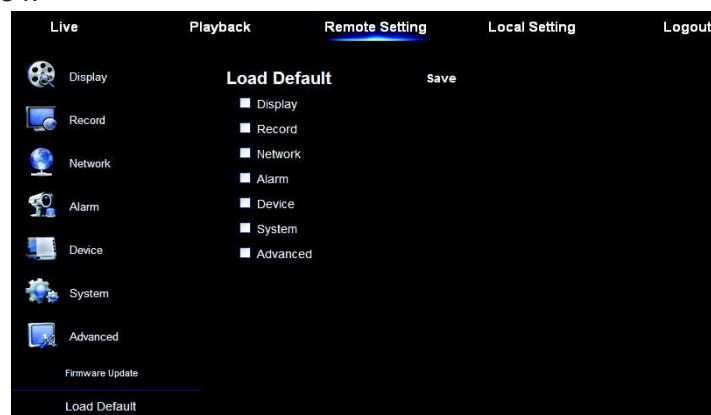 Live Playback Remote Setting Local Setting Logout
Display
Record
Network
Alarm
Device
System
Advanced
Firmware Update
Load Default
Load Default Save
Display
Record
Network
Alarm
Device
System
Advanced